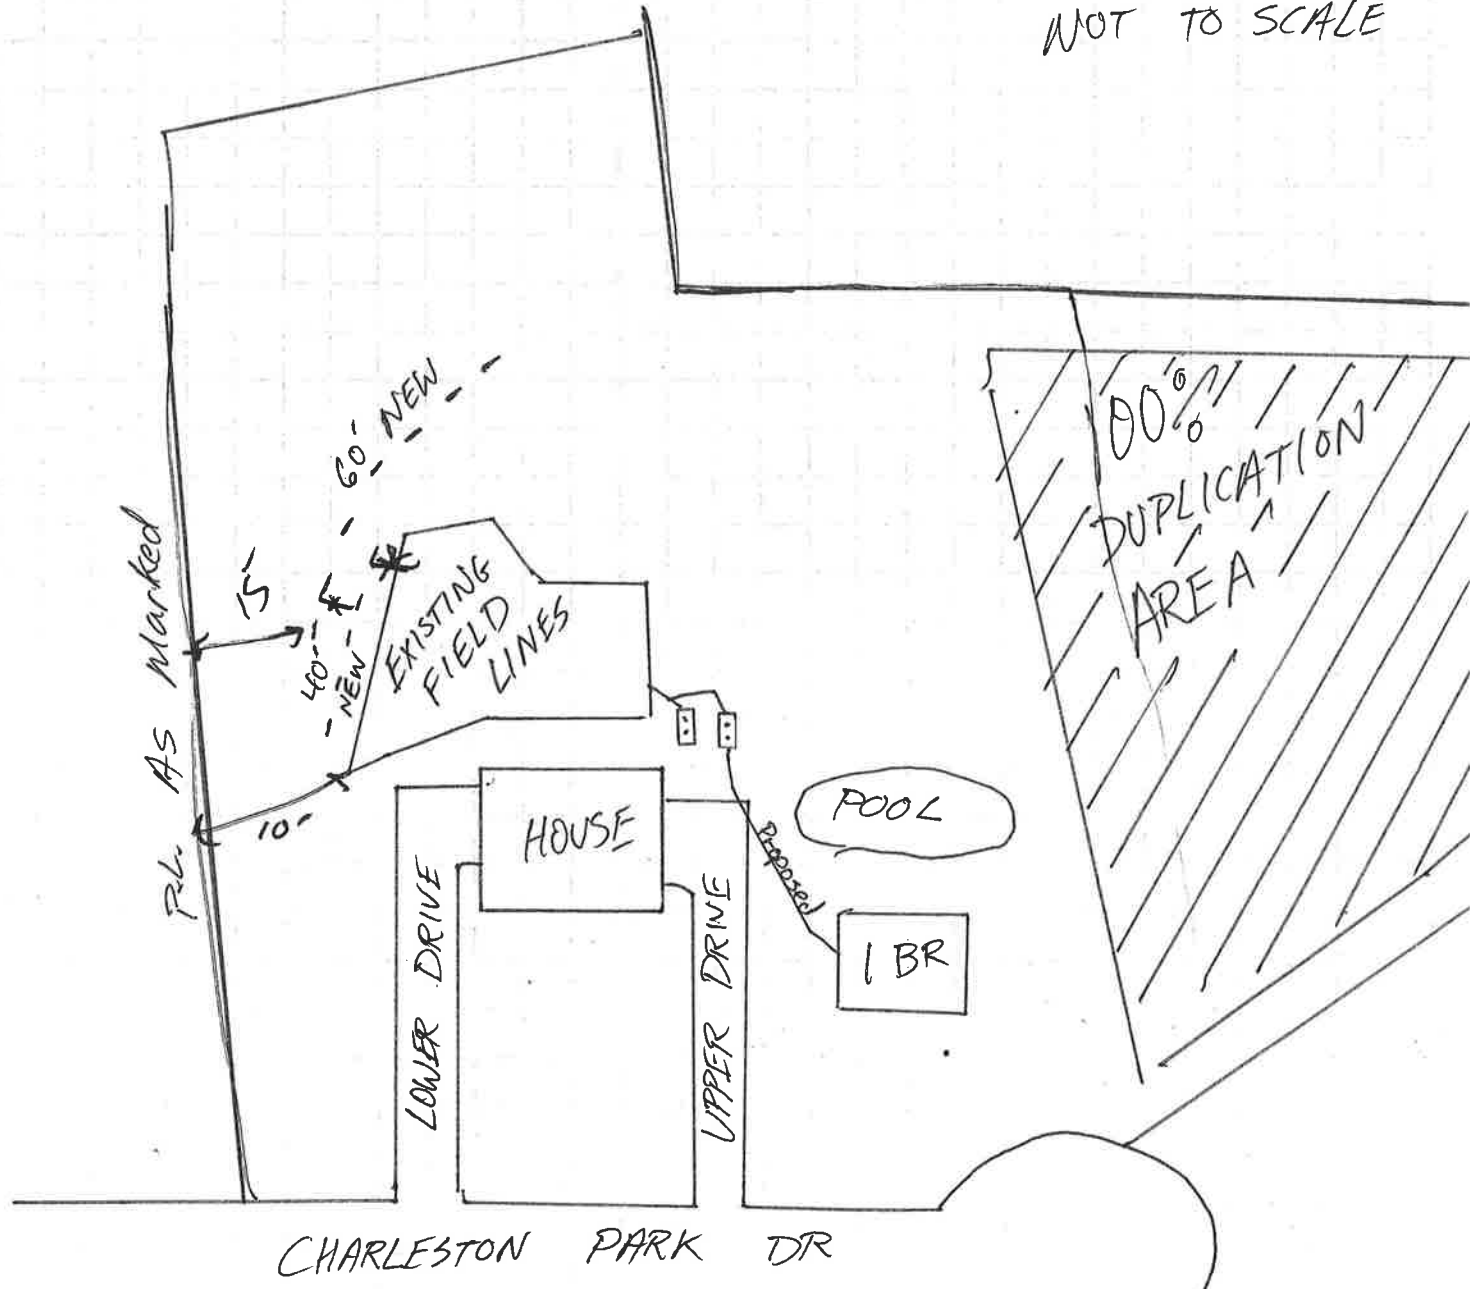 NOT TO SCALE
60' NEW
15'
40'
NEW
EXISTING
FIELD
LINES
00%
DUPLICATION
AREA
P.L. As Marked
10'
HOUSE
POOL
Proposed
1 BR
LOWER DRIVE
UPPER DRIVE
CHARLESTON PARK DR